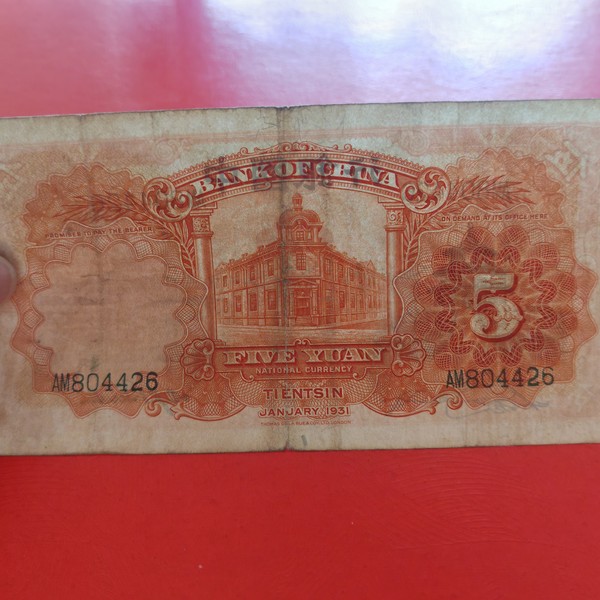 BANK OF CHINA
PROMISES TO PAY THE BEARER
ON DEMAND AT ITS OFFICE HERE
5
FIVE YUAN
NATIONAL CURRENCY
AM804426
AM804426
TIENTSIN
JANUARY 1931